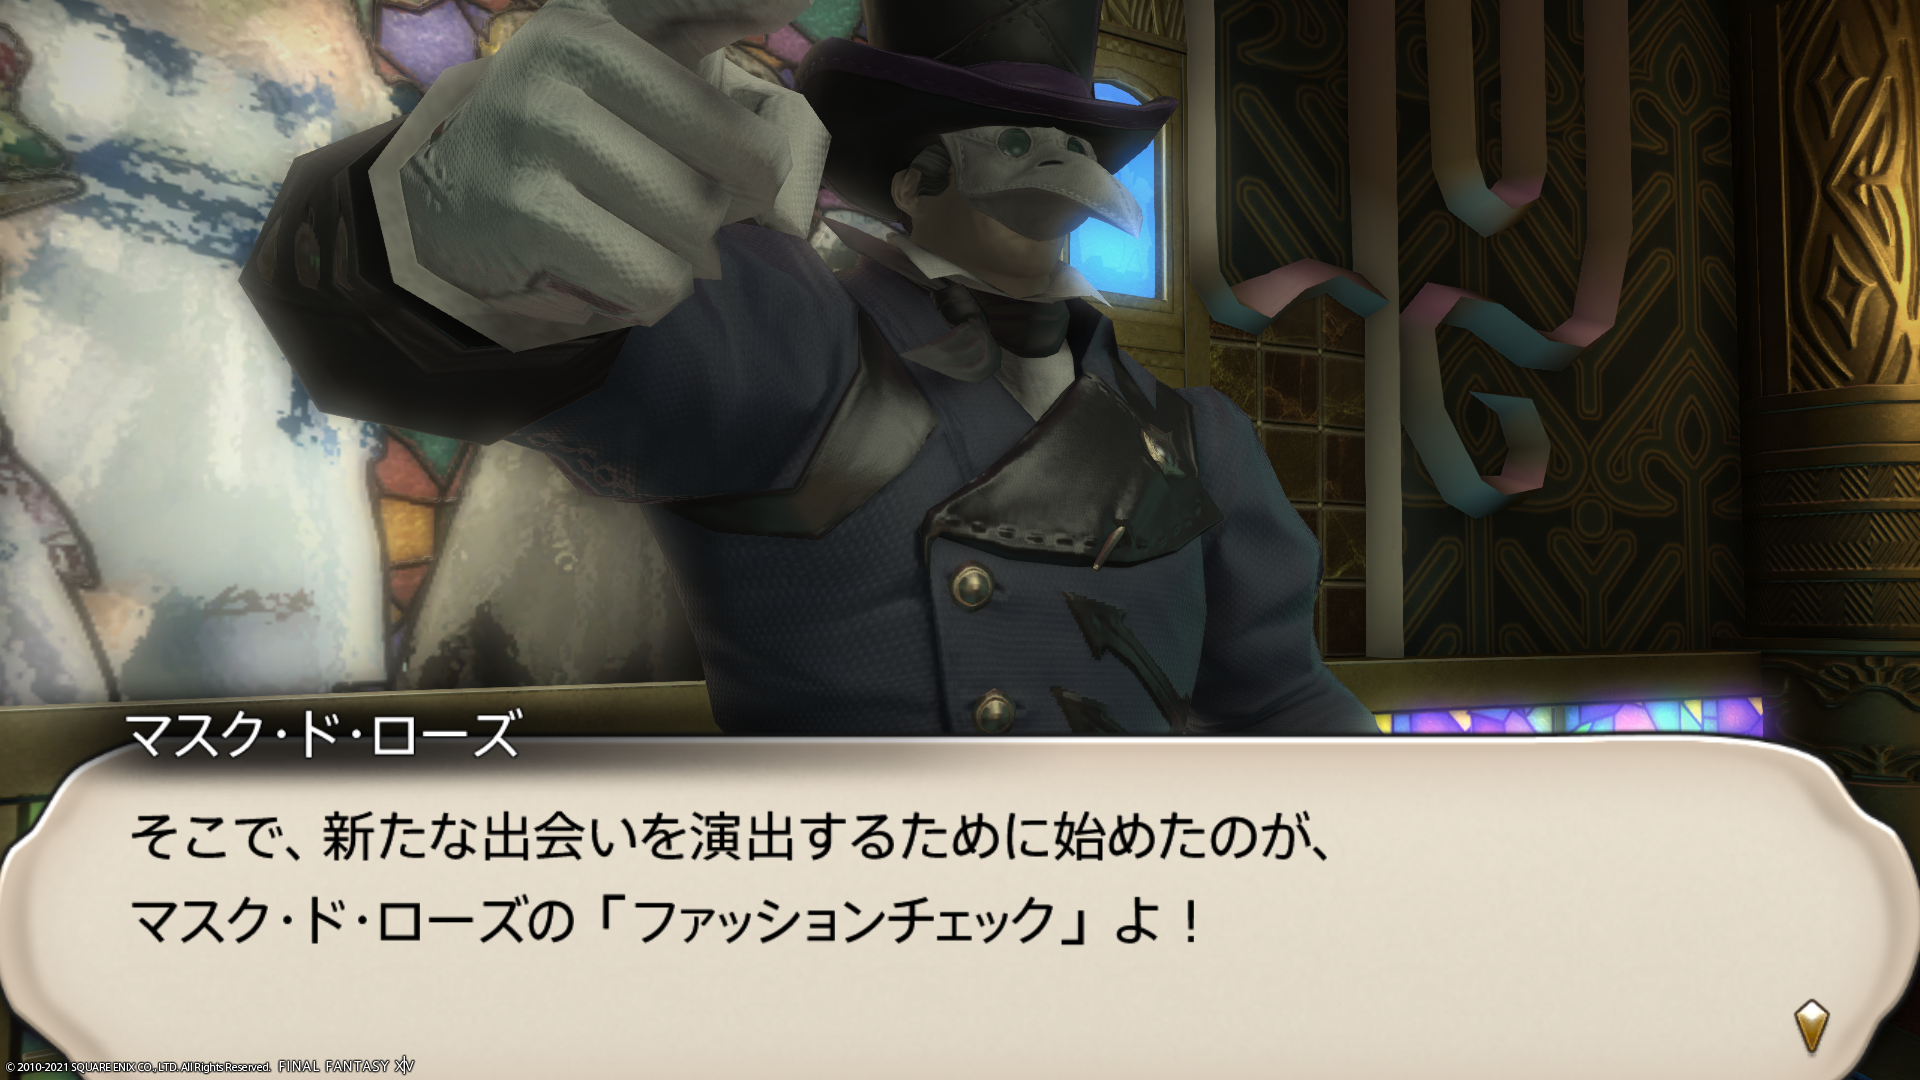 マスク・ド・ローズ
そこで、新たな出会いを演出するために始めたのが、
マスク・ド・ローズの「ファッションチェック」よ！
© 2010-2021 SQUARE ENIX CO., LTD. All Rights Reserved. FINAL FANTASY XIV